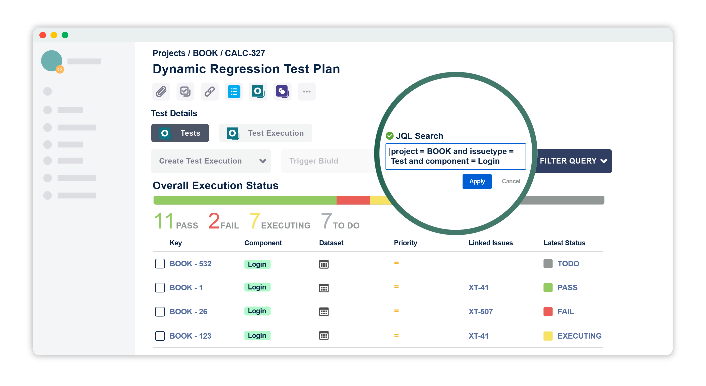 Projects / BOOK / CALC-327
Dynamic Regression Test Plan
Test Details
Tests
Test Execution
JQL Search
project = BOOK and issuetype =
Test and component = Login
Apply
Cancel
Create Test Execution
Trigger Biuld
FILTER QUERY
Overall Execution Status
11 PASS 2 FAIL 7 EXECUTING 7 TO DO
Key Component Dataset Priority Linked Issues Latest Status
BOOK - 532 Login = TODO
BOOK - 1 Login = XT-41 PASS
BOOK - 26 Login = XT-507 FAIL
BOOK - 123 Login = XT-41 EXECUTING